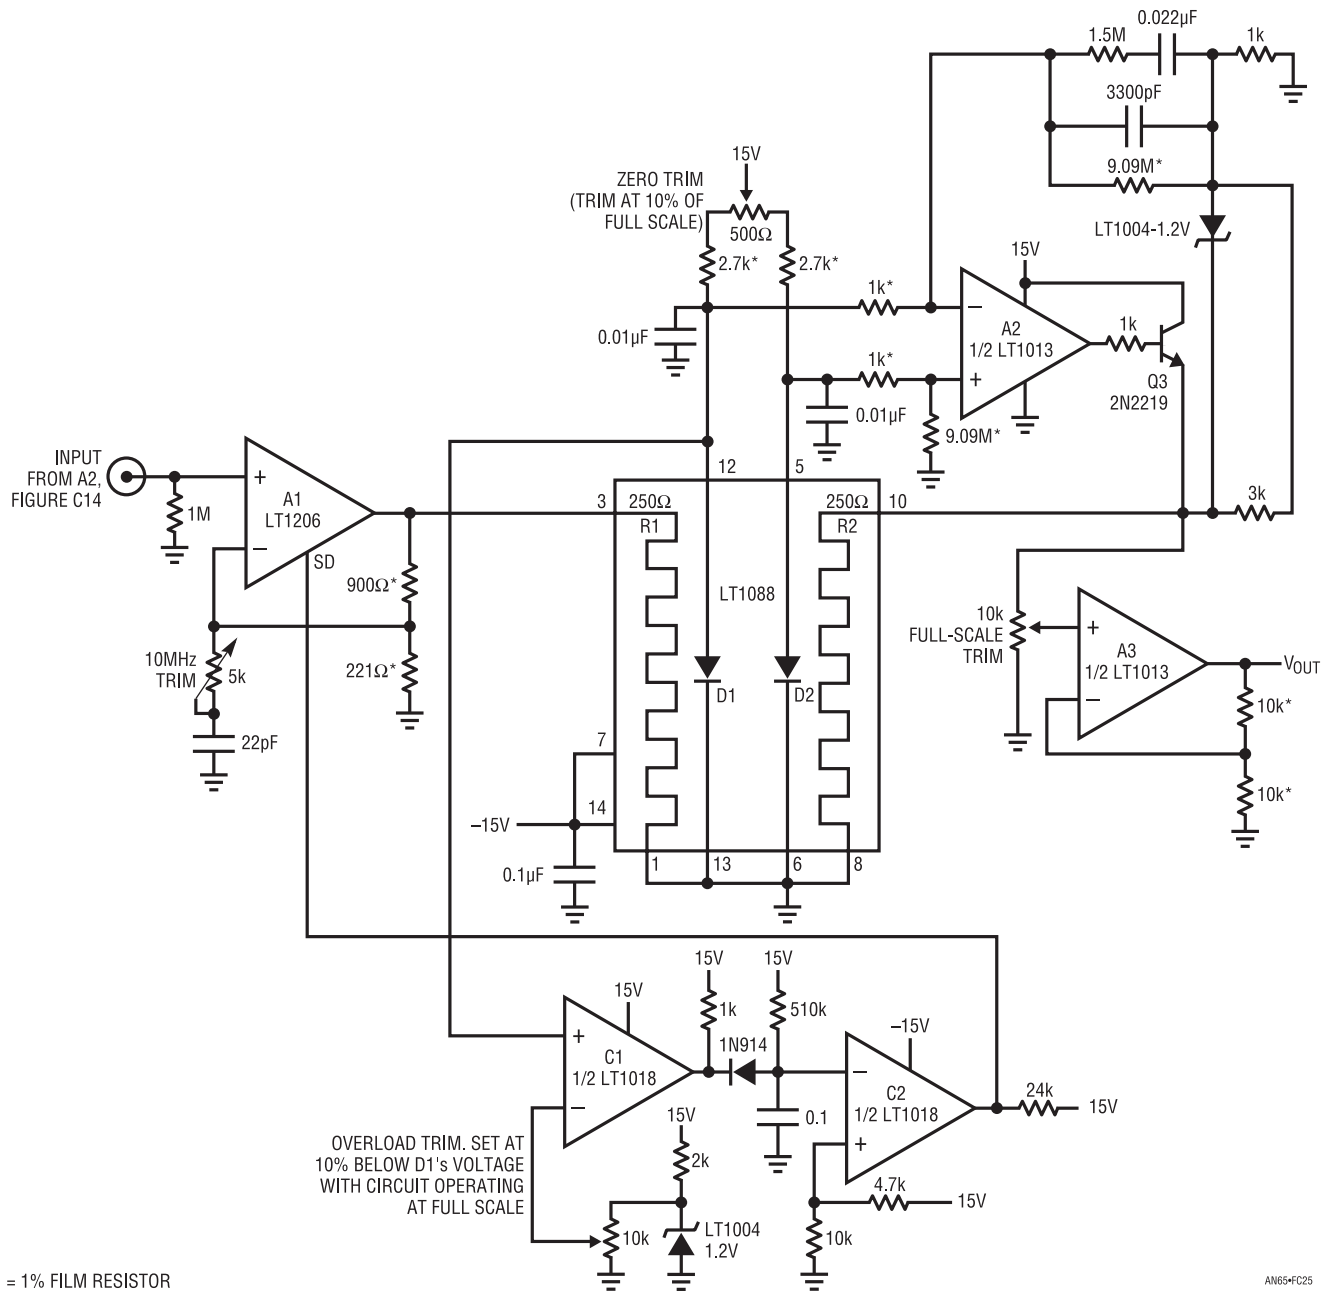 0.022µF
1.5M
1k
3300pF
9.09M*
15V
ZERO TRIM
(TRIM AT 10% OF
FULL SCALE)
500Ω
LT1004-1.2V
2.7k*
2.7k*
15V
1k*
0.01µF
A2
1/2 LT1013
1k
1k*
Q3
2N2219
0.01µF
9.09M*
INPUT
FROM A2,
FIGURE C14
12
5
+
–
–
+
A1
LT1206
3
250Ω
250Ω
10
3k
1M
R1
R2
SD
900Ω*
LT1088
10k
FULL-SCALE
TRIM
+
A3
1/2 LT1013
–
VOUT
10MHz
TRIM
5k
221Ω*
D1
D2
10k*
22pF
7
14
–15V
10k*
0.1µF
1
13
6
8
15V
15V
15V
1k
510k
1N914
–15V
+
C1
1/2 LT1018
–
–
C2
1/2 LT1018
+
24k
15V
0.1
15V
OVERLOAD TRIM. SET AT
10% BELOW D1's VOLTAGE
WITH CIRCUIT OPERATING
AT FULL SCALE
2k
4.7k
15V
10k
LT1004
1.2V
10k
= 1% FILM RESISTOR
AN65•FC25